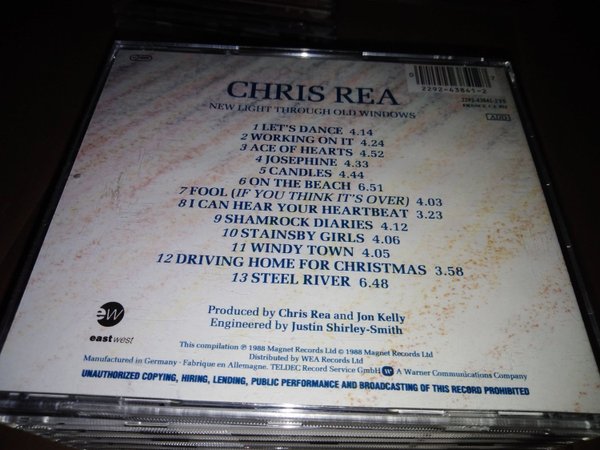 CHRIS REA
NEW LIGHT THROUGH OLD WINDOWS
0 7
2292-43841-2
1 LET'S DANCE 4.14
2 WORKING ON IT 4.24
3 ACE OF HEARTS 4.52
4 JOSEPHINE 4.33
5 CANDLES 4.44
6 ON THE BEACH 6.51
7 FOOL (IF YOU THINK IT'S OVER) 4.03
8 I CAN HEAR YOUR HEARTBEAT 3.23
9 SHAMROCK DIARIES 4.12
10 STAINSBY GIRLS 4.06
11 WINDY TOWN 4.05
12 DRIVING HOME FOR CHRISTMAS 3.58
13 STEEL RIVER 6.48
ew
eastwest
Produced by Chris Rea and Jon Kelly
Engineered by Justin Shirley-Smith
This compilation ℗ 1988 Magnet Records Ltd © 1988 Magnet Records Ltd
Distributed by WEA Records Ltd
Manufactured in Germany · Fabrique en Allemagne. TELDEC Record Service GmbH A Warner Communications Company
UNAUTHORIZED COPYING, HIRING, LENDING, PUBLIC PERFORMANCE AND BROADCASTING OF THIS RECORD PROHIBITED